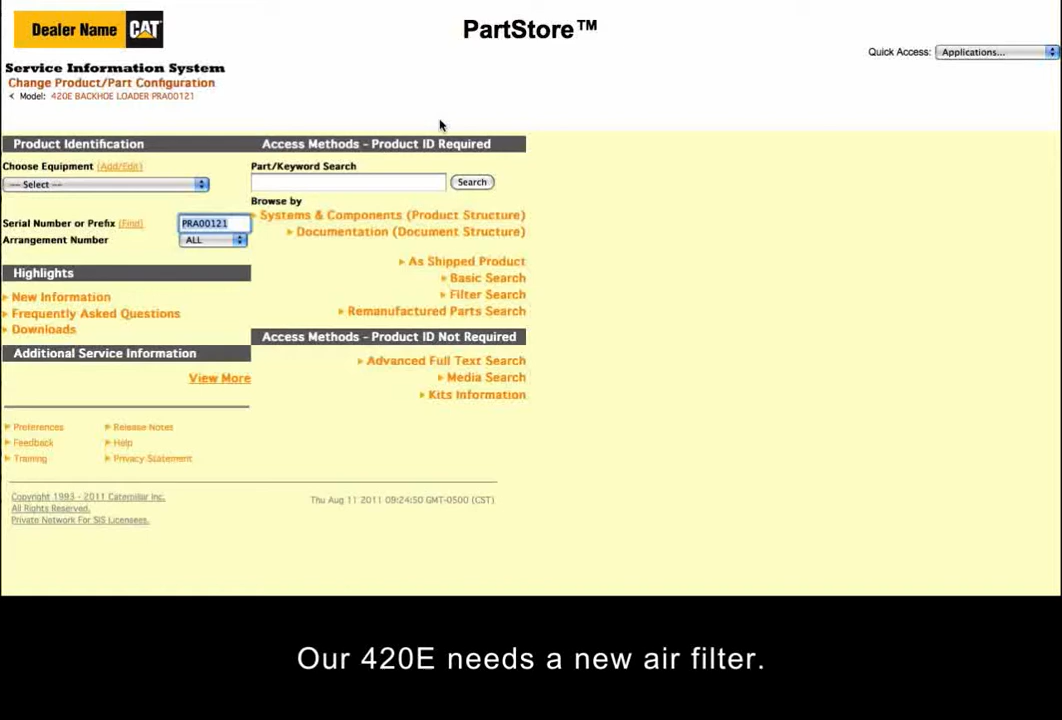 Dealer Name CAT
PartStore™
Quick Access: Applications...
Service Information System
Change Product/Part Configuration
< Model: 420E BACKHOE LOADER PRA00121
Product Identification
Choose Equipment (Add/Edit)
--- Select ---
Serial Number or Prefix (Find) PRA00121
Arrangement Number ALL
Highlights
New Information
Frequently Asked Questions
Downloads
Additional Service Information
View More
Preferences
Release Notes
Feedback
Help
Training
Privacy Statement
Access Methods - Product ID Required
Part/Keyword Search
Search
Browse by
Systems & Components (Product Structure)
Documentation (Document Structure)
As Shipped Product
Basic Search
Filter Search
Remanufactured Parts Search
Access Methods - Product ID Not Required
Advanced Full Text Search
Media Search
Kits Information
Copyright 1993 - 2011 Caterpillar Inc.
All Rights Reserved.
Private Network For SIS Licensees.
Thu Aug 11 2011 09:24:50 GMT-0500 (CST)
Our 420E needs a new air filter.